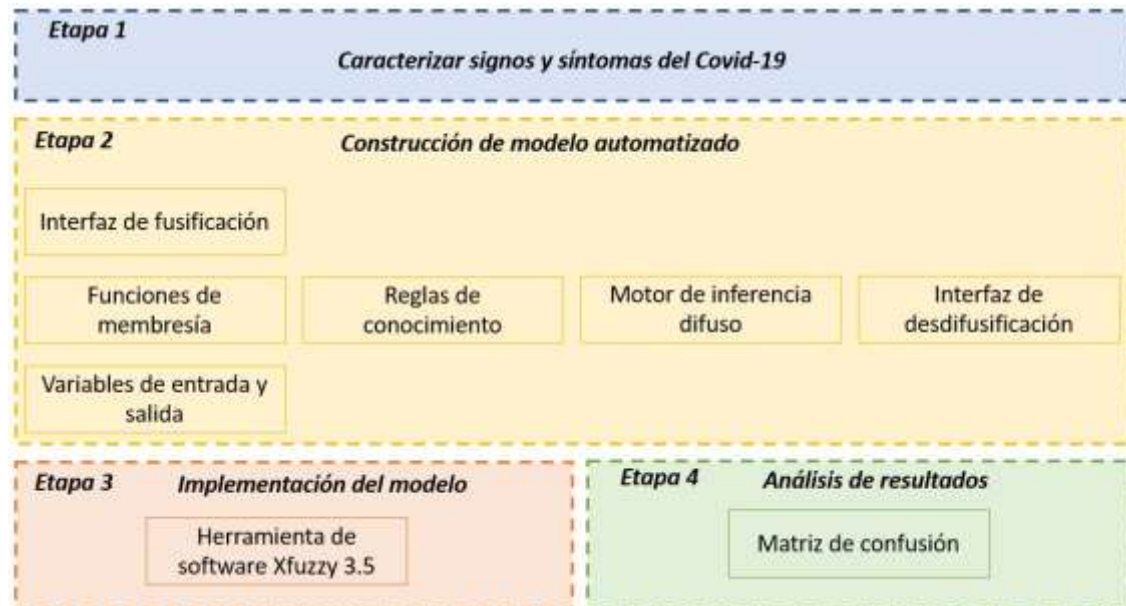 Etapa 1
Caracterizar signos y síntomas del Covid-19
Etapa 2
Construcción de modelo automatizado
Interfaz de fusificación
Funciones de
membresía
Reglas de
conocimiento
Motor de inferencia
difuso
Interfaz de
desdifusificación
Variables de entrada y
salida
Etapa 3
Implementación del modelo
Herramienta de
software Xfuzzy 3.5
Etapa 4
Análisis de resultados
Matriz de confusión